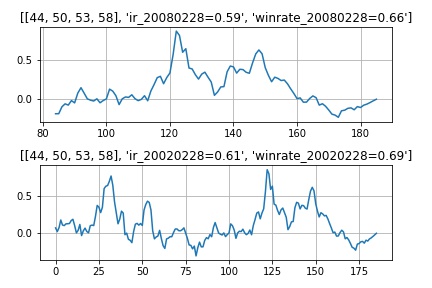 [[44, 50, 53, 58], 'ir_20080228=0.59', 'winrate_20080228=0.66']
0.5
0.0
80 100 120 140 160 180
[[44, 50, 53, 58], 'ir_20020228=0.61', 'winrate_20020228=0.69']
0.5
0.0
0 25 50 75 100 125 150 175